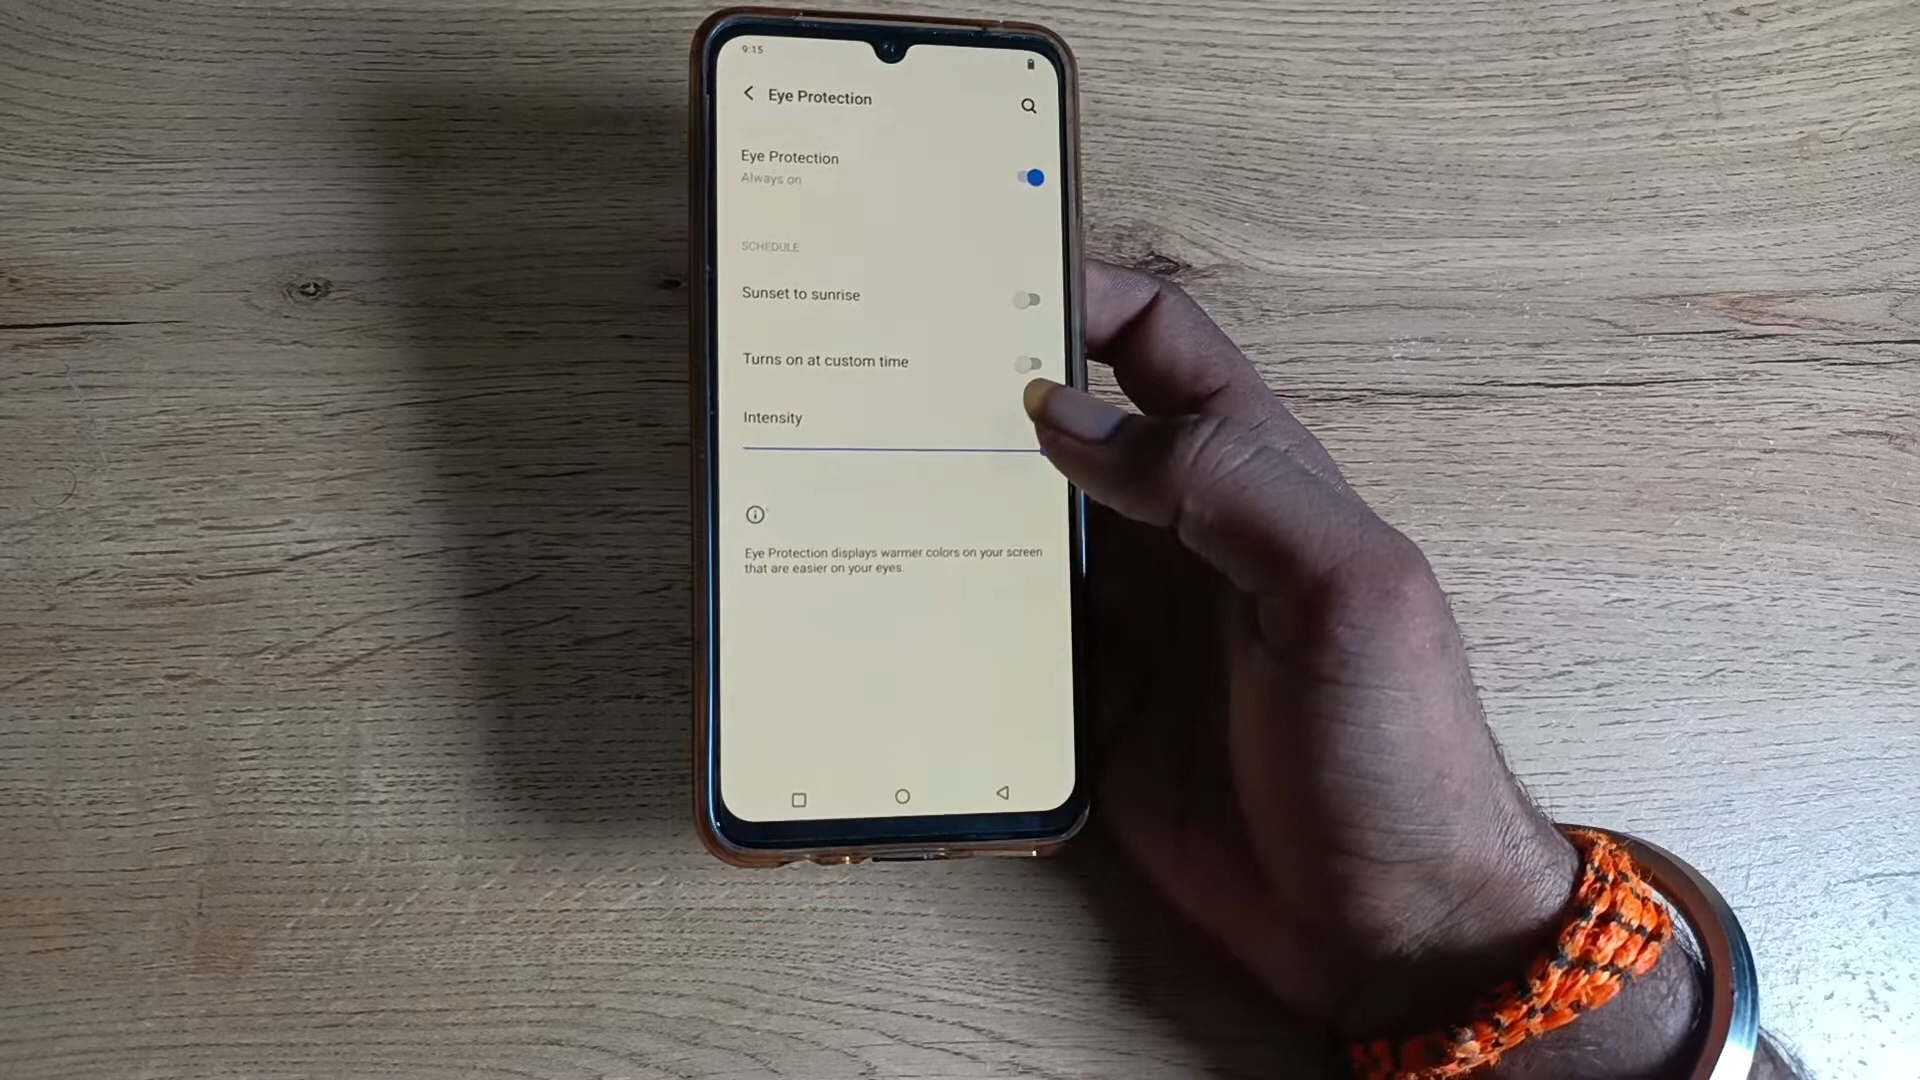 9:15
Eye Protection
Eye Protection
Always on
SCHEDULE
Sunset to sunrise
Turns on at custom time
Intensity
Eye Protection displays warmer colors on your screen
that are easier on your eyes.